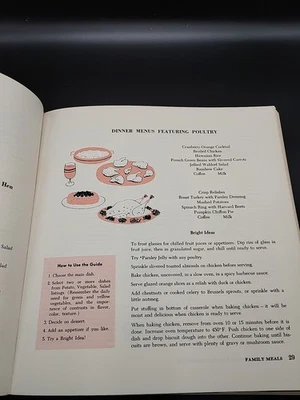 DINNER MENUS FEATURING POULTRY
Cranberry Orange Cocktail
Broiled Chicken
Hawaiian Rice
French Green Beans with Slivered Carrots
Jellied Waldorf Salad
Rainbow Cake
Coffee Milk
Crisp Relishes
Roast Turkey with Parsley Dressing
Mashed Potatoes
Spinach Ring with Harvard Beets
Pumpkin Chiffon Pie
Coffee Milk
Hen
Salad
How to Use the Guide
1 Choose the main dish.
2 Select two or more dishes
from Potato, Vegetable, Salad
listings. (Remember the daily
need for green and yellow
vegetables, and the impor-
tance of contrasts in flavor,
color, texture.)
3 Decide on dessert.
4 Add an appetizer if you like.
5 Try a Bright Idea!
Bright Ideas
To frost glasses for chilled fruit juices or appetizers: Dip rim of glass in
fruit juice, then in granulated sugar, and chill until ready to serve.
Try *Parsley Jelly with any poultry.
Sprinkle slivered toasted almonds on chicken before serving.
Bake chicken, uncovered, in a slow oven, in a spicy barbecue sauce.
Serve glazed orange slices as a relish with duck or chicken.
Add chestnuts or cooked celery to Brussels sprouts, or sprinkle with a
little nutmeg.
Put stuffing in bottom of casserole when baking chicken – it will be
moist and delicious when chicken is ready to serve.
When baking chicken, remove from oven 10 or 15 minutes before it is
done. Increase oven temperature to 450°F. Push chicken to one side of
dish and drop biscuit dough into the other. Continue baking until bis-
cuits are brown, and serve with plenty of gravy or mushroom sauce.
FAMILY MEALS 29